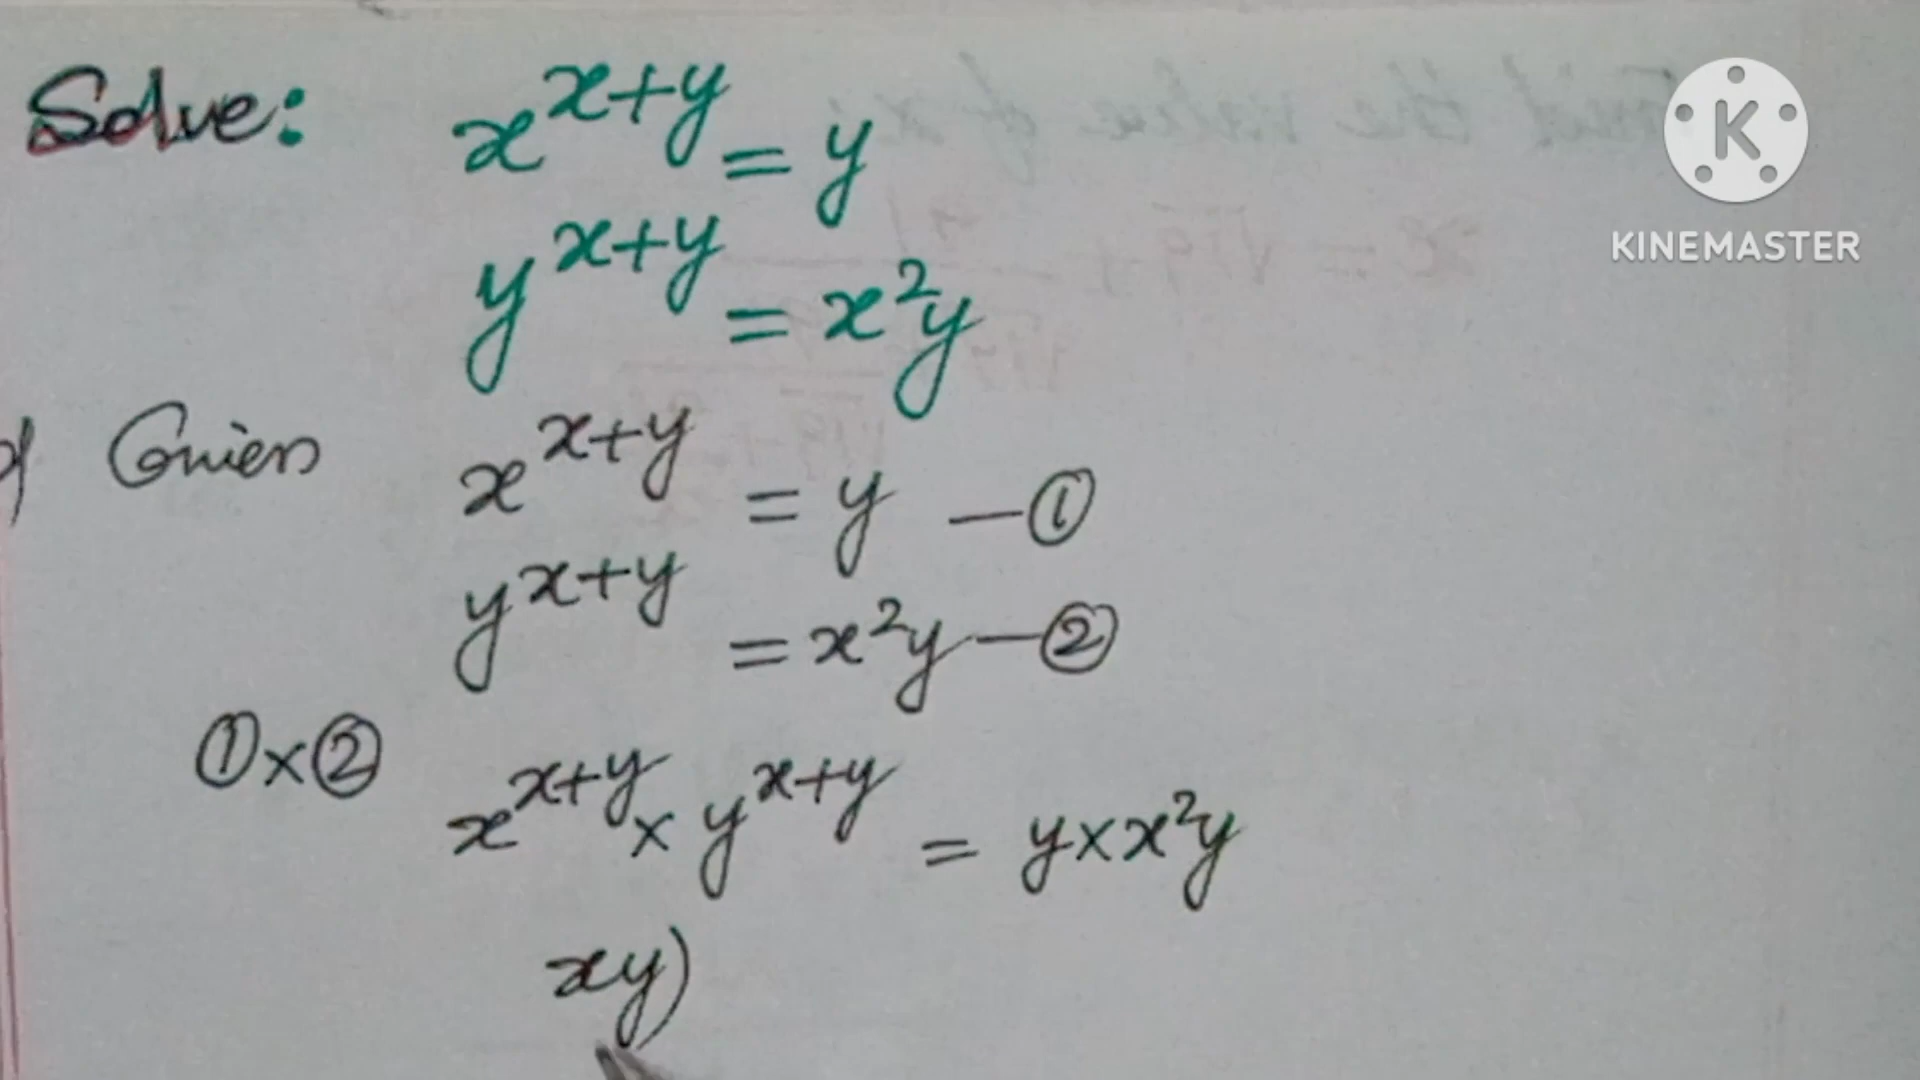 Solve: x^{x+y} = y
y^{x+y} = x²y
Given x^{x+y} = y — ①
y^{x+y} = x²y — ②
①×② x^{x+y} × y^{x+y} = y×x²y
xy)
K
KINEMASTER